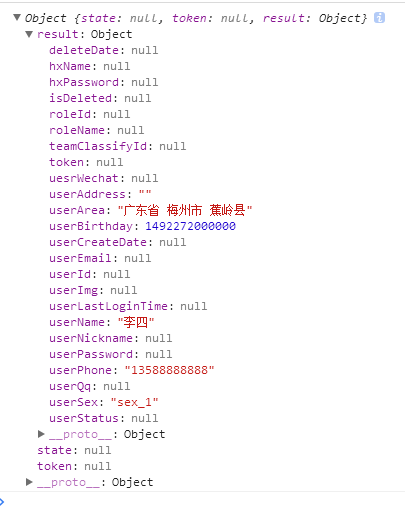 ▼Object {state: null, token: null, result: Object} i
▼result: Object
deleteDate: null
hxName: null
hxPassword: null
isDeleted: null
roleId: null
roleName: null
teamClassifyId: null
token: null
uesrWechat: null
userAddress: ""
userArea: "广东省 梅州市 蕉岭县"
userBirthday: 1492272000000
userCreateDate: null
userEmail: null
userId: null
userImg: null
userLastLoginTime: null
userName: "李四"
userNickname: null
userPassword: null
userPhone: "13588888888"
userQq: null
userSex: "sex_1"
userStatus: null
▶__proto__: Object
state: null
token: null
▶__proto__: Object
>